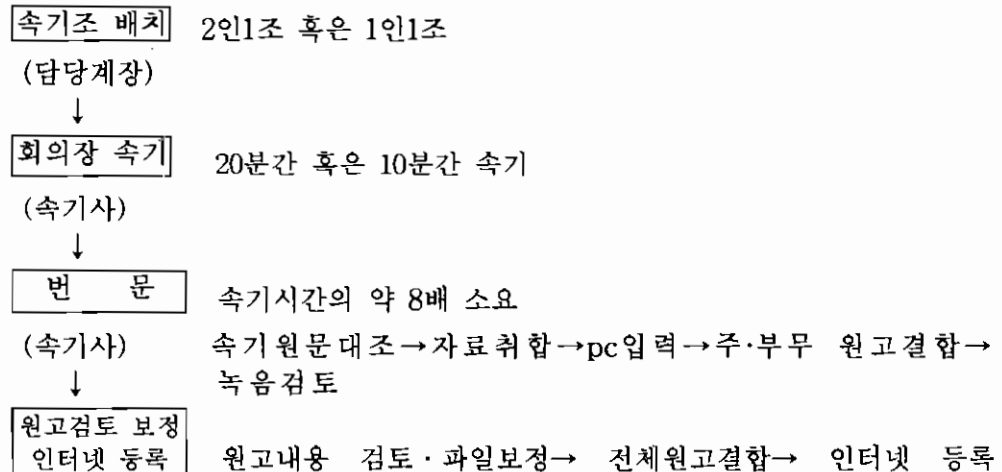 속기조 배치 2인1조 혹은 1인1조
(담당계장)
↓
회의장 속기 20분간 혹은 10분간 속기
(속기사)
↓
번 문 속기시간의 약 8배 소요
(속기사) 속기원문대조→자료취합→pc입력→주·부무 원고결합→
↓ 녹음검토
원고검토 보정
인터넷 등록 원고내용 검토·파일보정→ 전체원고결합→ 인터넷 등록